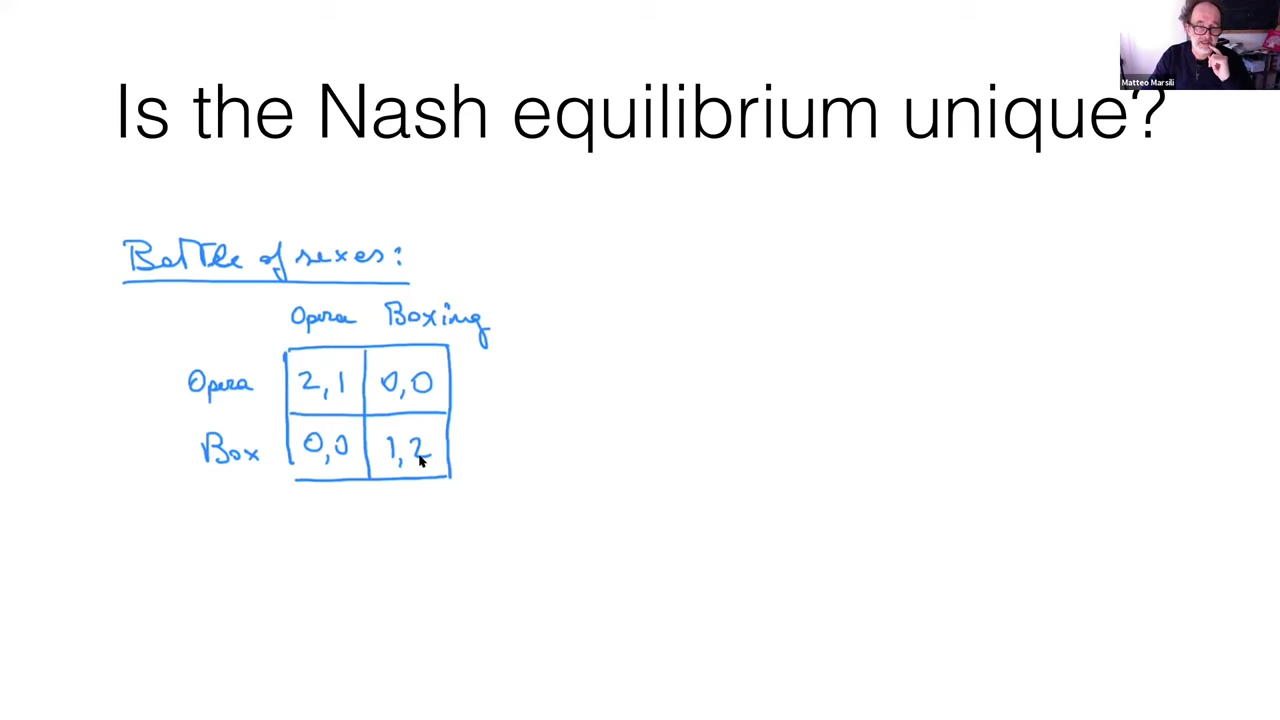 Matteo Marsili
Is the Nash equilibrium unique?
Battle of sexes:
Opera Boxing
Opera 2,1 0,0
Box 0,0 1,2